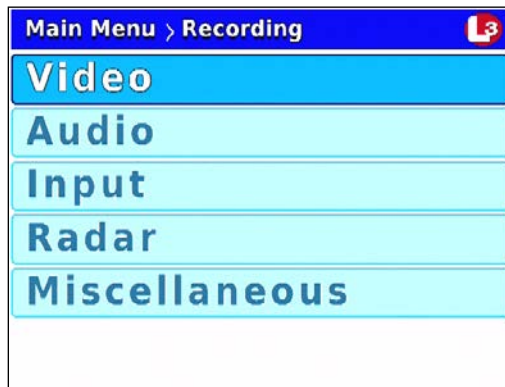 Main Menu > Recording
L3
Video
Audio
Input
Radar
Miscellaneous